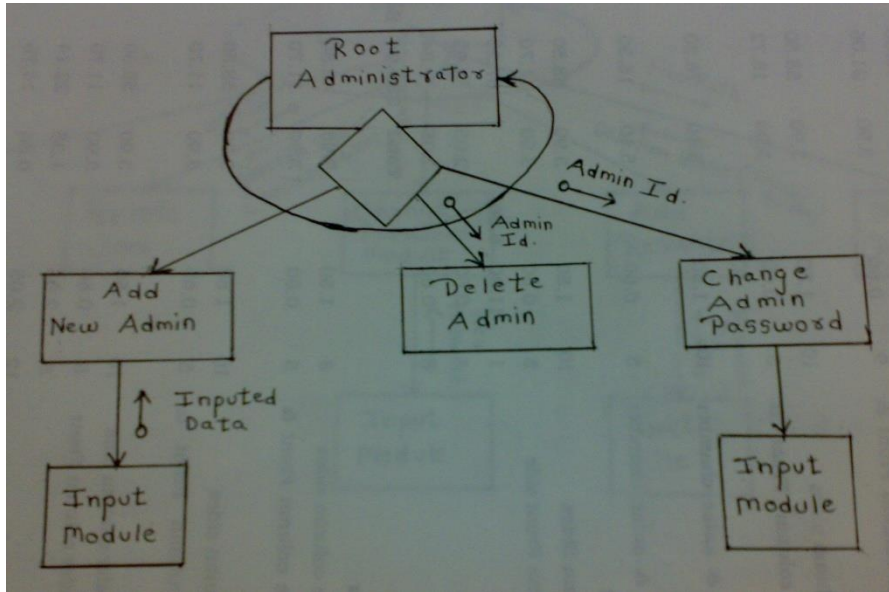 Root
Administrator
Admin Id.
Admin
Id.
Add
New Admin
Delete
Admin
Change
Admin
Password
Inputed
Data
Input
Module
Input
Module